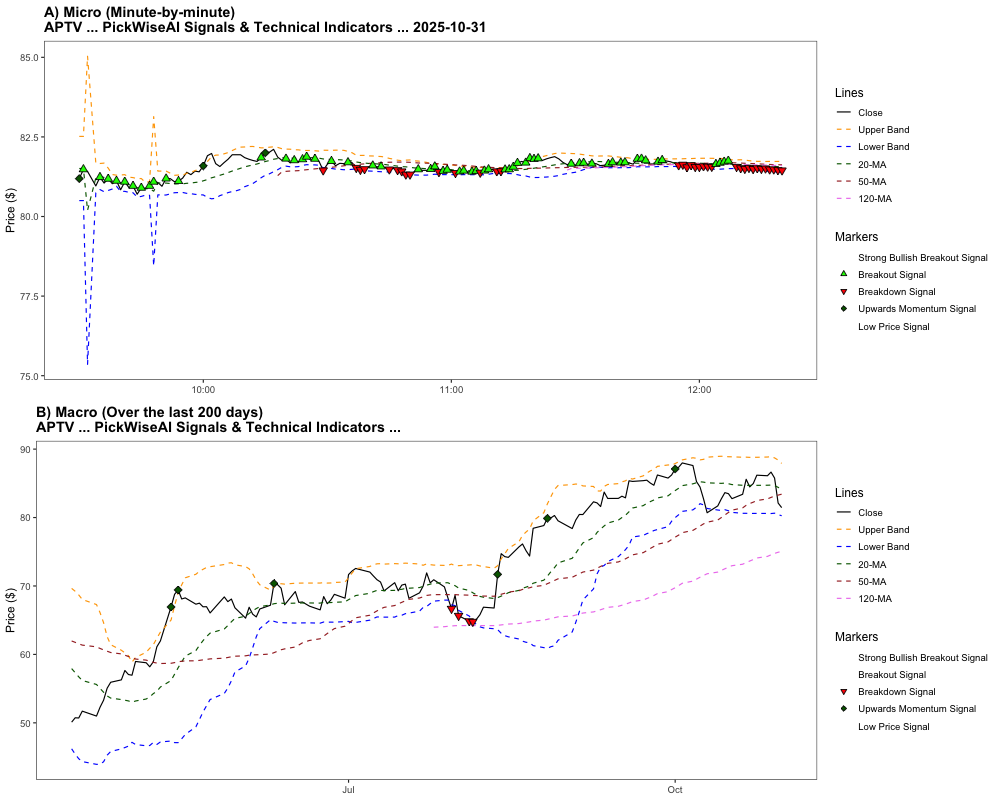 A) Micro (Minute-by-minute)
APTV ... PickWiseAI Signals & Technical Indicators ... 2025-10-31
85.0
82.5
80.0
77.5
75.0
Price ($)
10:00
11:00
12:00
Lines
Close
Upper Band
Lower Band
20-MA
50-MA
120-MA
Markers
Strong Bullish Breakout Signal
Breakout Signal
Breakdown Signal
Upwards Momentum Signal
Low Price Signal
B) Macro (Over the last 200 days)
APTV ... PickWiseAI Signals & Technical Indicators ...
90
80
70
60
50
Price ($)
Jul
Oct
Lines
Close
Upper Band
Lower Band
20-MA
50-MA
120-MA
Markers
Strong Bullish Breakout Signal
Breakout Signal
Breakdown Signal
Upwards Momentum Signal
Low Price Signal